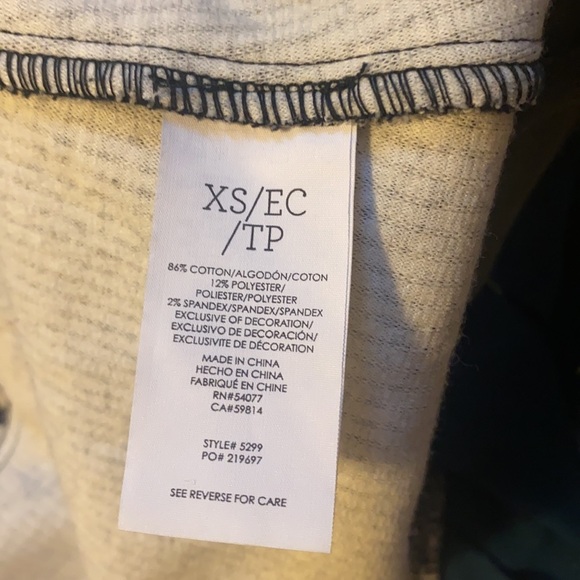 XS/EC
/TP
86% COTTON/ALGODÓN/COTON
12% POLYESTER/
POLIESTER/POLYESTER
2% SPANDEX/SPANDEX/SPANDEX
EXCLUSIVE OF DECORATION/
EXCLUSIVO DE DECORACIÓN/
EXCLUSIVITE DE DÉCORATION
MADE IN CHINA
HECHO EN CHINA
FABRIQUÉ EN CHINE
RN#54077
CA#59814
STYLE# 5299
PO# 219697
SEE REVERSE FOR CARE